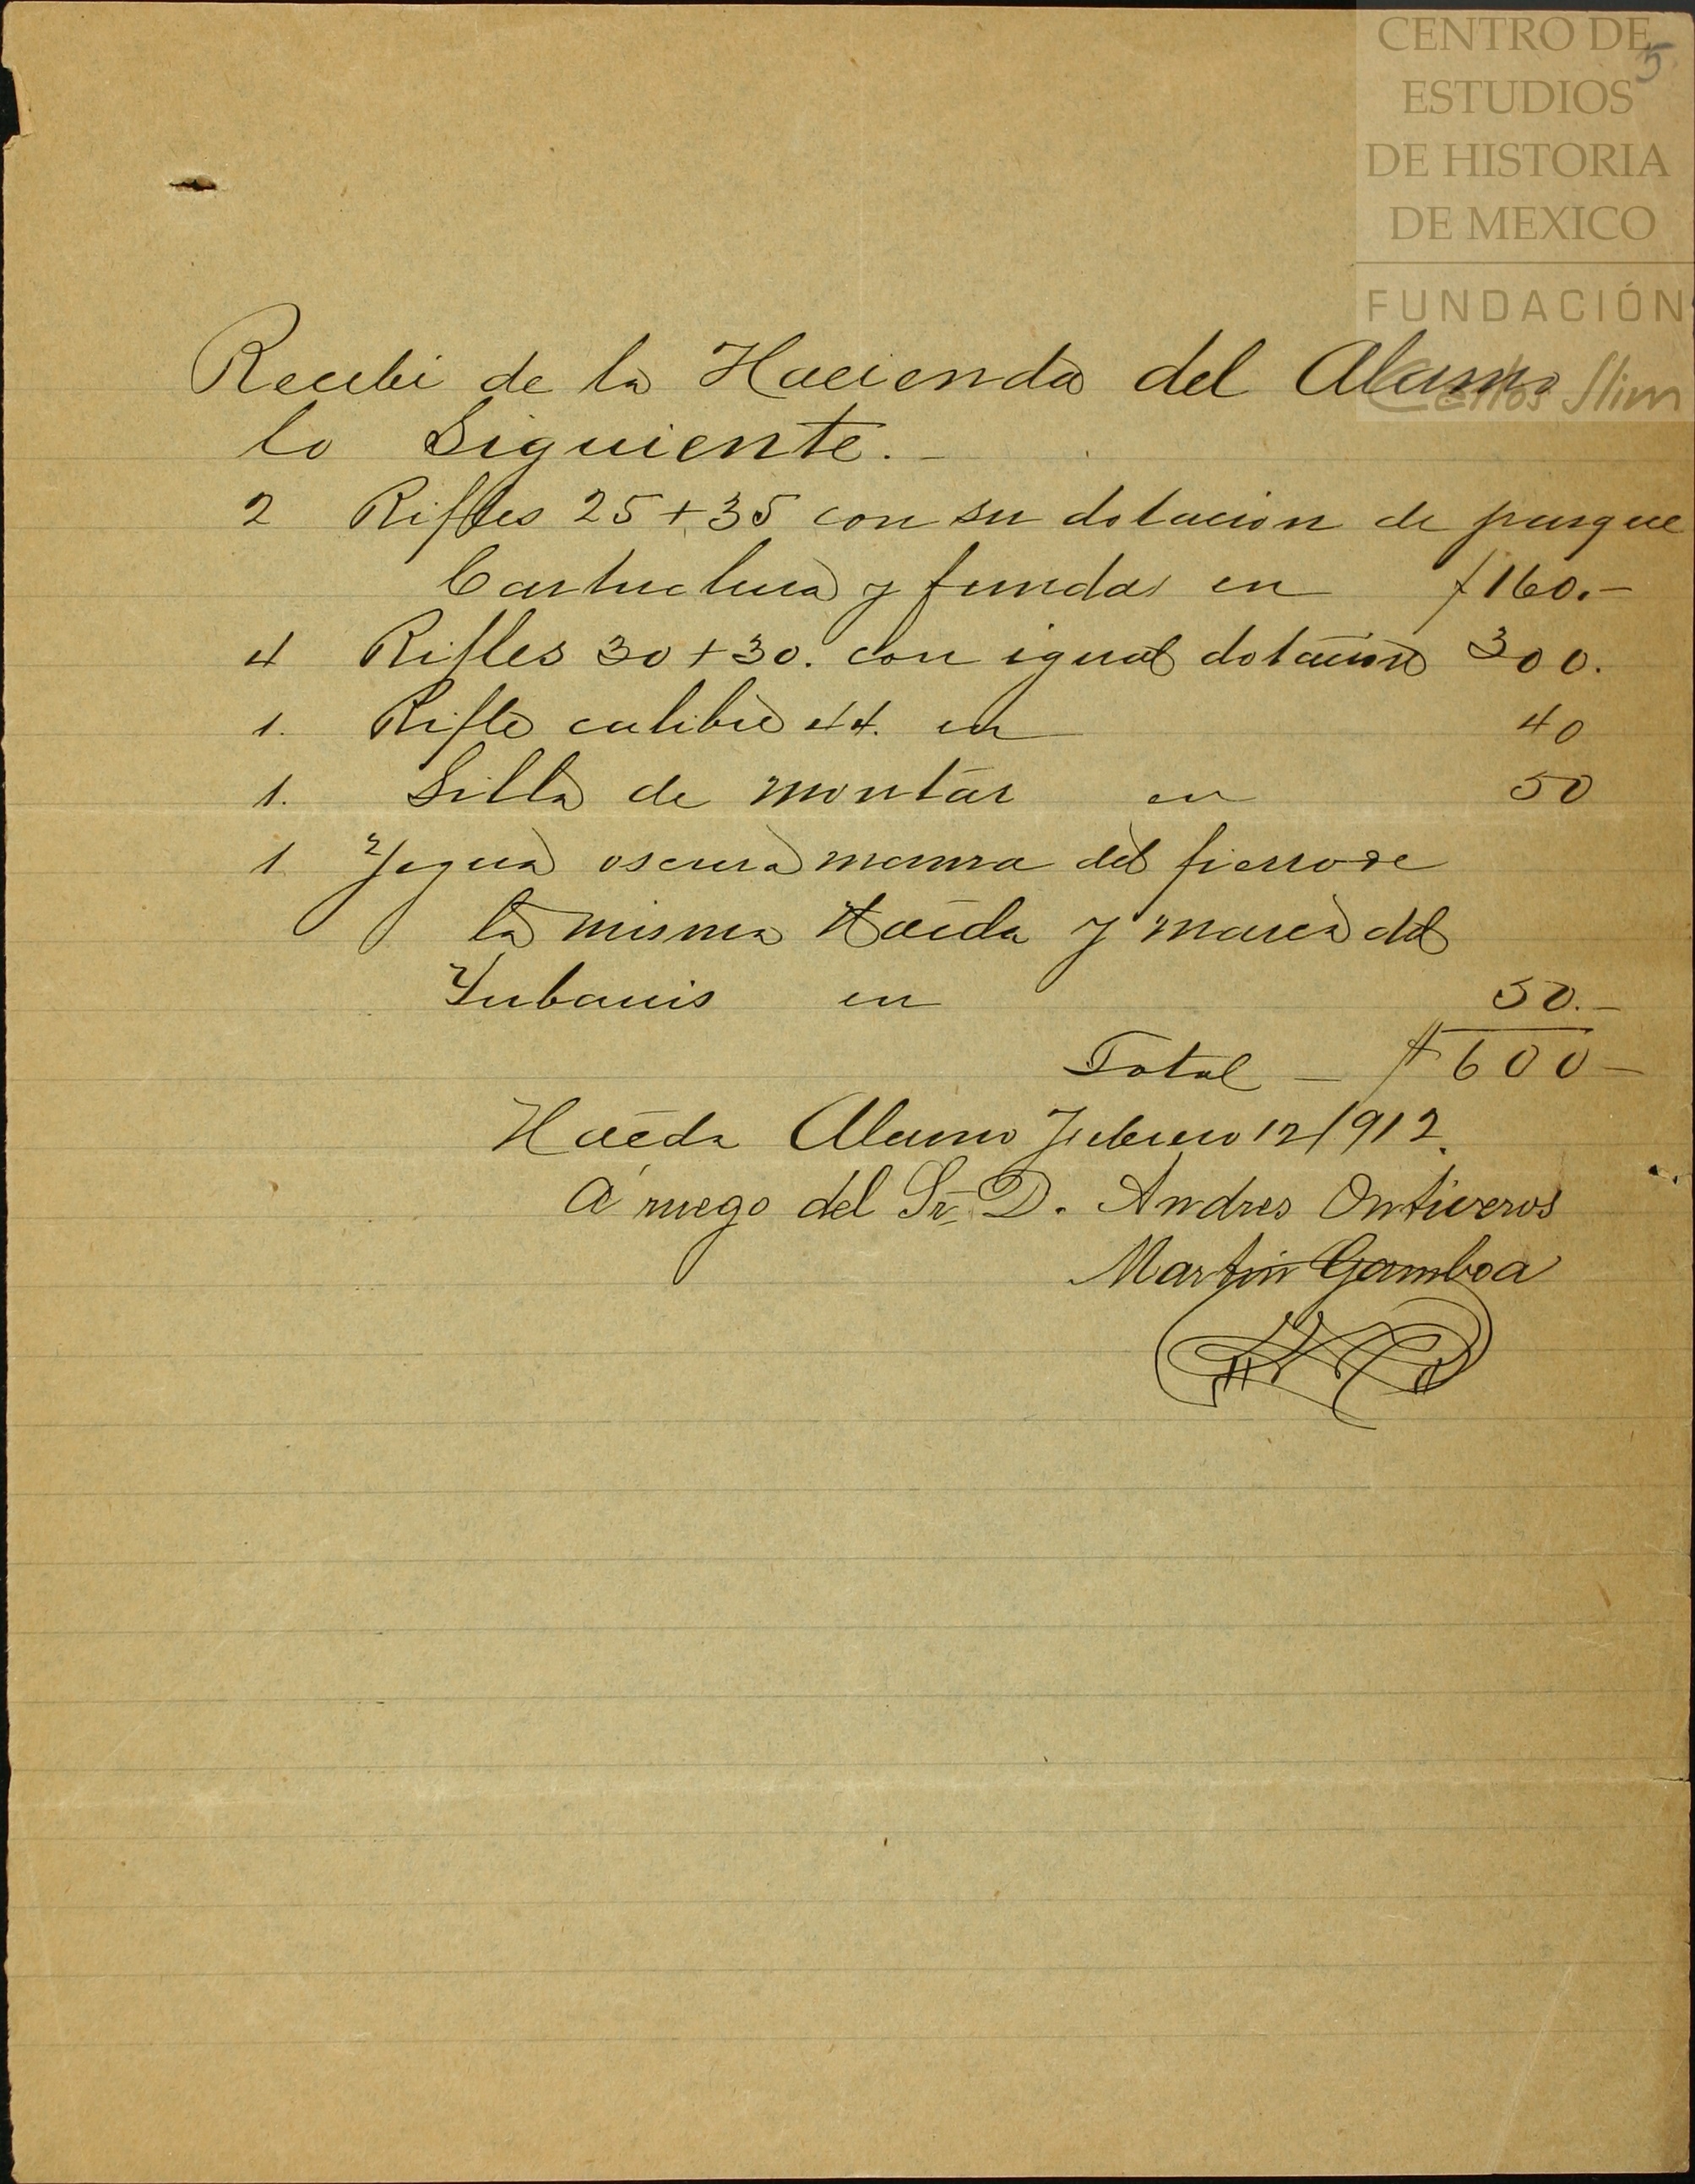 CENTRO DE
ESTUDIOS
DE HISTORIA
DE MEXICO
FUNDACIÓN
Carlos Slim
5
Recibi de la Hacienda del Alamo
lo Siguiente.-
2 Rifles 25+35 con su dotacion de parque
Cartuchera y fundas en $160.-
4 Rifles 30+30. con igual dotacion 300.
1. Rifle calibre 44. en 40
1. Silla de montar en 50
1 Yegua oscura mansa del fierro de
la misma Hacida y marca del
en 50.-
Total - $600-
Hacda Alamo Febrero 12/912.
A ruego del Sr. D. Andres Ontiveros
Martin Gamboa